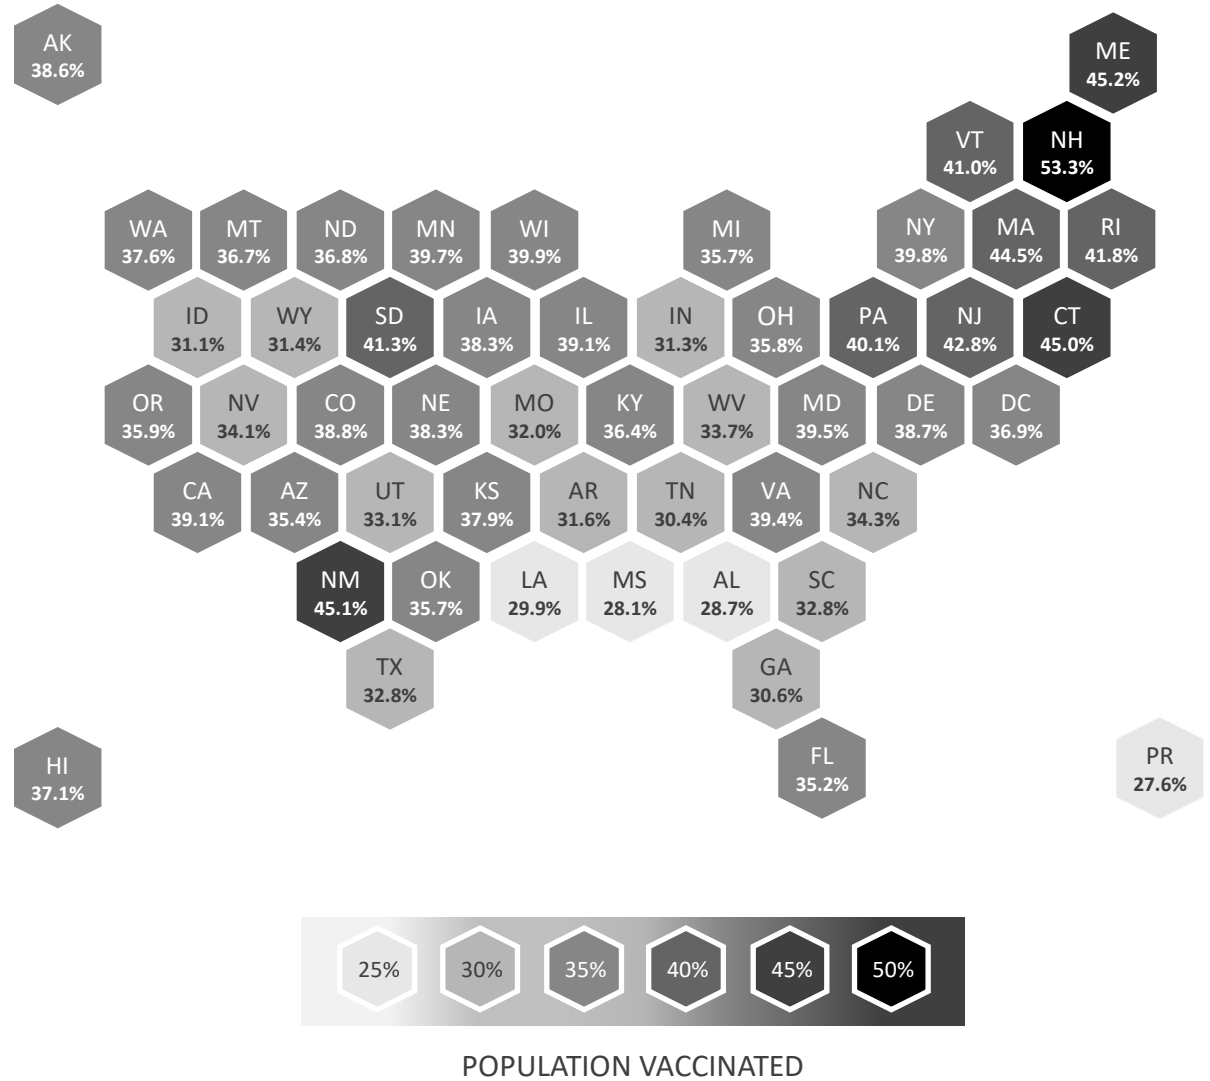 AK
38.6%
ME
45.2%
VT
41.0%
NH
53.3%
WA
37.6%
MT
36.7%
ND
36.8%
MN
39.7%
WI
39.9%
MI
35.7%
NY
39.8%
MA
44.5%
RI
41.8%
ID
31.1%
WY
31.4%
SD
41.3%
IA
38.3%
IL
39.1%
IN
31.3%
OH
35.8%
PA
40.1%
NJ
42.8%
CT
45.0%
OR
35.9%
NV
34.1%
CO
38.8%
NE
38.3%
MO
32.0%
KY
36.4%
WV
33.7%
MD
39.5%
DE
38.7%
DC
36.9%
CA
39.1%
AZ
35.4%
UT
33.1%
KS
37.9%
AR
31.6%
TN
30.4%
VA
39.4%
NC
34.3%
NM
45.1%
OK
35.7%
LA
29.9%
MS
28.1%
AL
28.7%
SC
32.8%
TX
32.8%
GA
30.6%
HI
37.1%
FL
35.2%
PR
27.6%
25%
30%
35%
40%
45%
50%
POPULATION VACCINATED